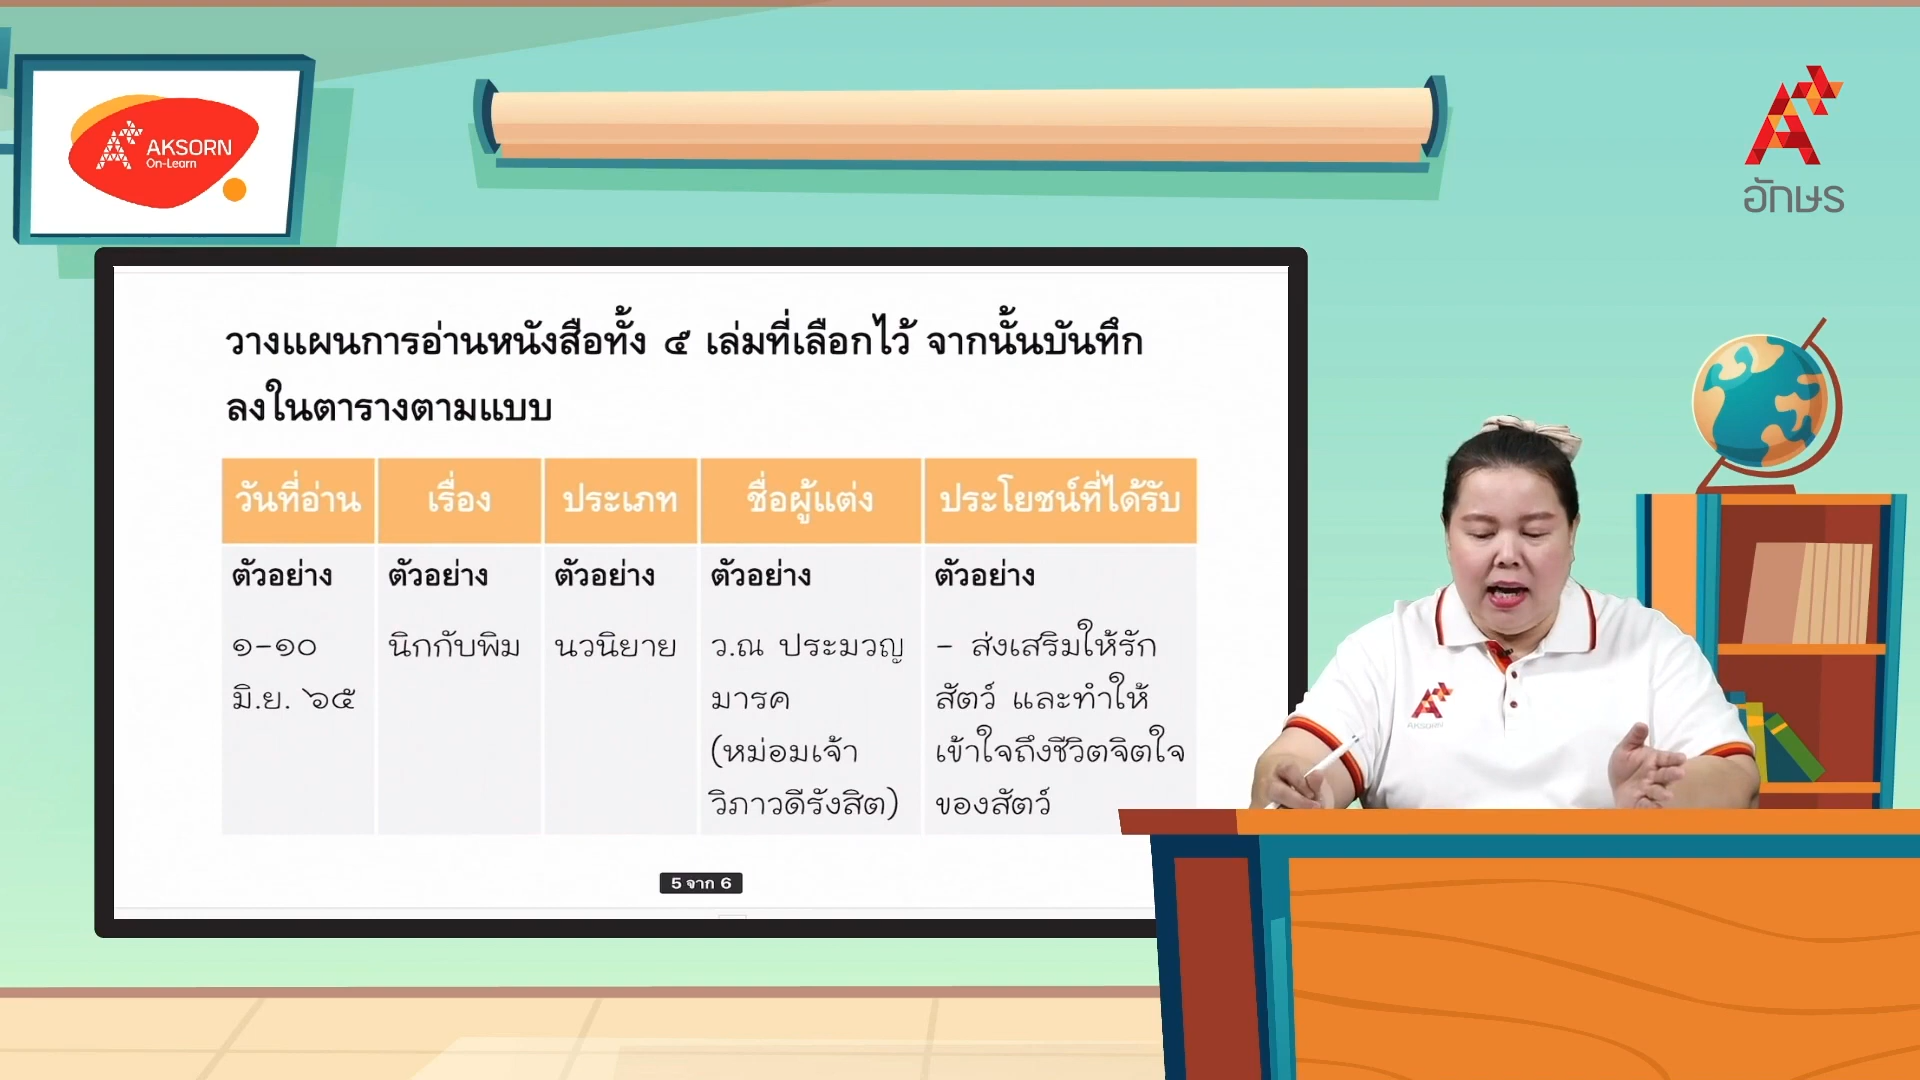 AKSORN
On-Learn
อักษร
วางแผนการอ่านหนังสือทั้ง ๕ เล่มที่เลือกไว้ จากนั้นบันทึก
ลงในตารางตามแบบ
วันที่อ่าน
เรื่อง
ประเภท
ชื่อผู้แต่ง
ประโยชน์ที่ได้รับ
ตัวอย่าง
๑-๑๐
มิ.ย. ๖๕
ตัวอย่าง
นิกกับพิม
ตัวอย่าง
นวนิยาย
ตัวอย่าง
ว.ณ ประมวญ
มารค
(หม่อมเจ้า
วิภาวดีรังสิต)
ตัวอย่าง
- ส่งเสริมให้รัก
สัตว์ และทำให้
เข้าใจถึงชีวิตจิตใจ
ของสัตว์
5 จาก 6
AKSORN